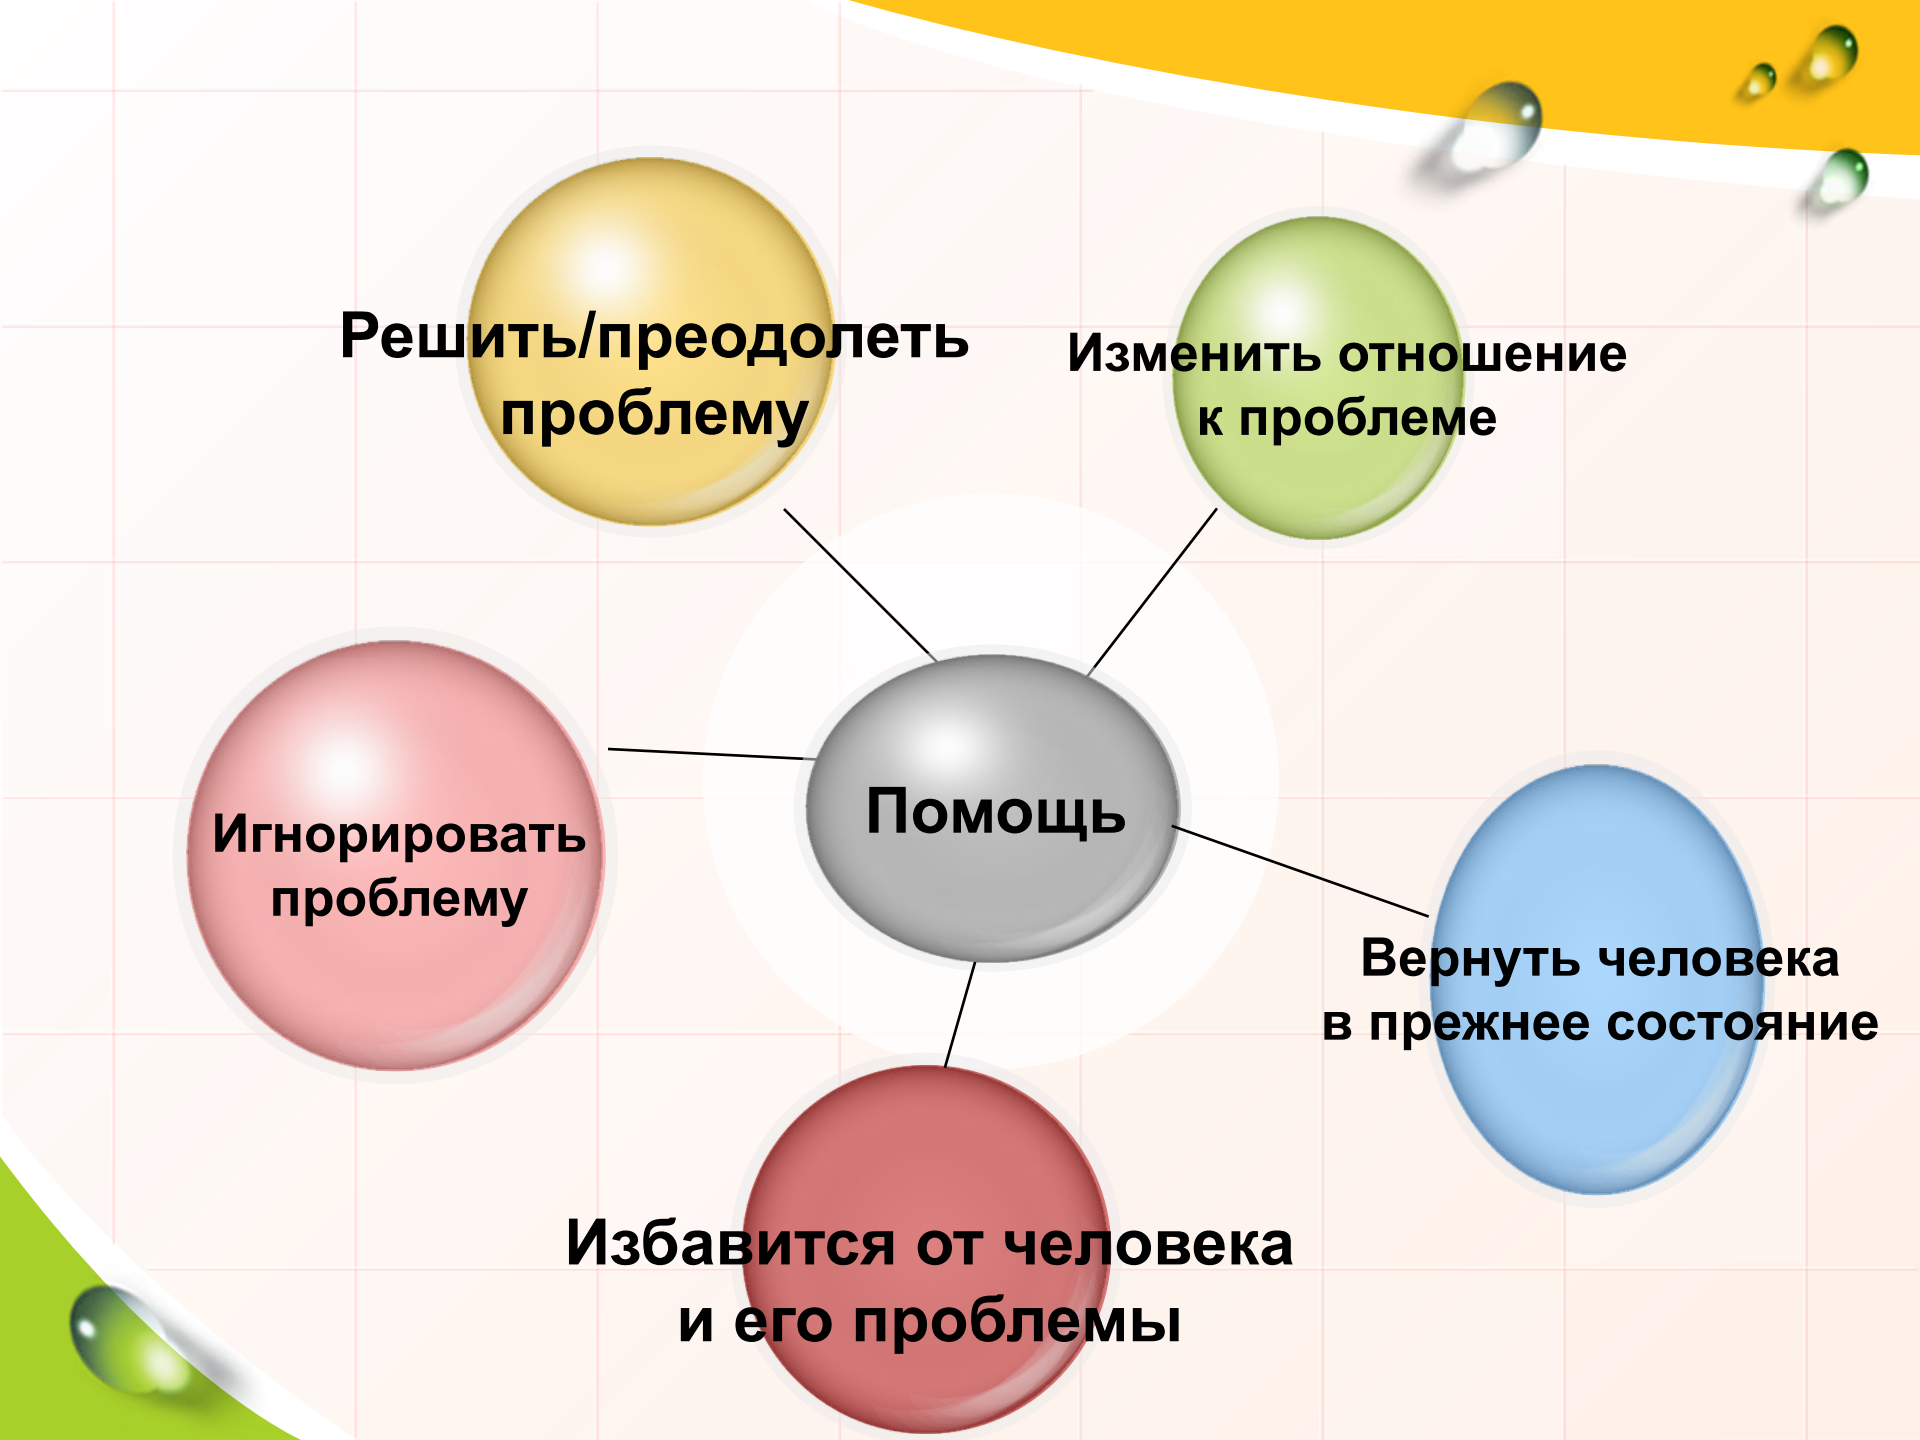 Решить/преодолеть
проблему
Изменить отношение
к проблеме
Игнорировать
проблему
Помощь
Вернуть человека
в прежнее состояние
Избавится от человека
и его проблемы